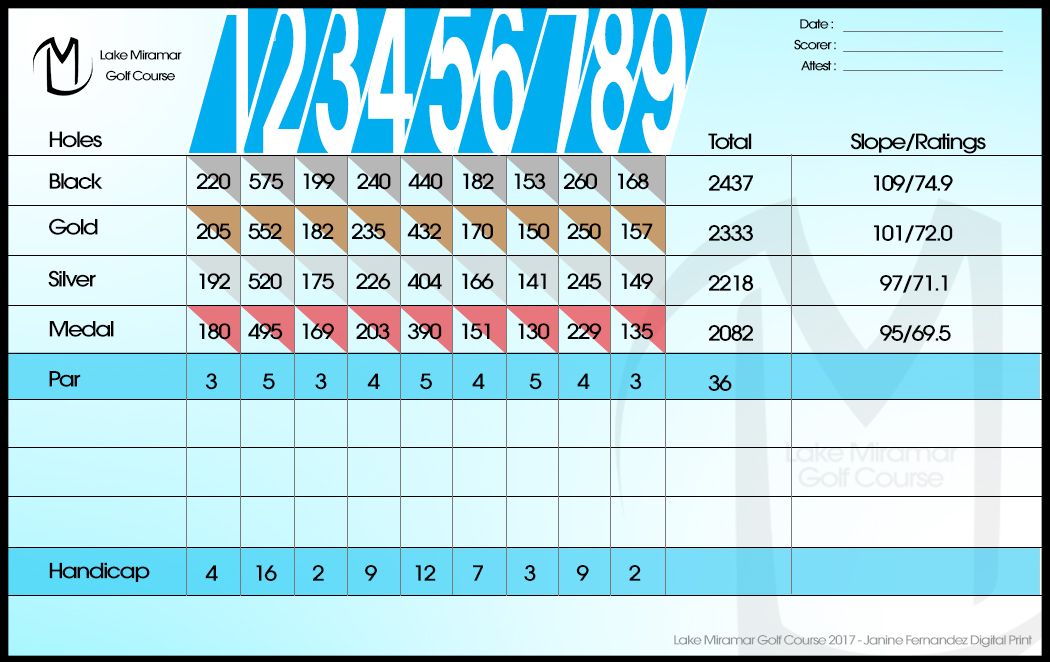 Lake Miramar
Golf Course
1 2 3 4 5 6 7 8 9
Date :
Scorer :
Attest :
Holes Total Slope/Ratings
Black 220 575 199 240 440 182 153 260 168 2437 109/74.9
Gold 205 552 182 235 432 170 150 250 157 2333 101/72.0
Silver 192 520 175 226 404 166 141 245 149 2218 97/71.1
Medal 180 495 169 203 390 151 130 229 135 2082 95/69.5
Par 3 5 3 4 5 4 5 4 3 36
Lake Miramar
Golf Course
Handicap 4 16 2 9 12 7 3 9 2
Lake Miramar Golf Course 2017 - Janine Fernandez Digital Print